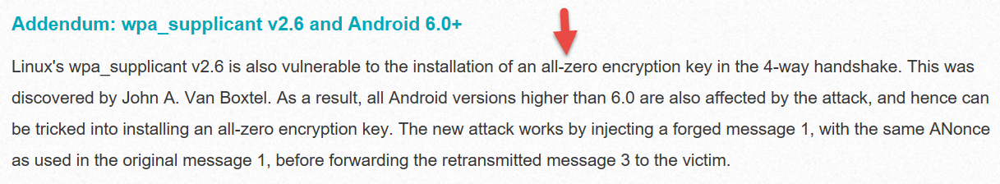 Addendum: wpa_supplicant v2.6 and Android 6.0+
Linux's wpa_supplicant v2.6 is also vulnerable to the installation of an all-zero encryption key in the 4-way handshake. This was
discovered by John A. Van Boxtel. As a result, all Android versions higher than 6.0 are also affected by the attack, and hence can
be tricked into installing an all-zero encryption key. The new attack works by injecting a forged message 1, with the same ANonce
as used in the original message 1, before forwarding the retransmitted message 3 to the victim.